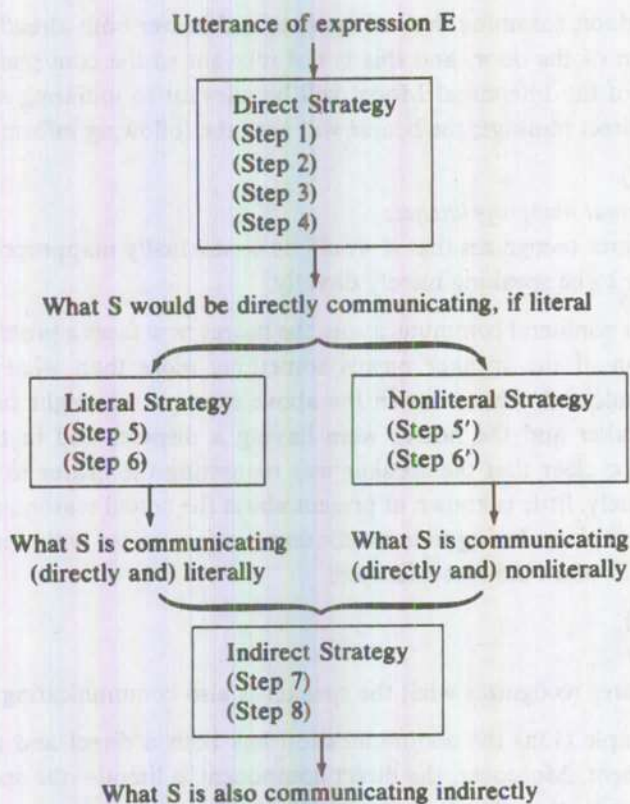 Utterance of expression E
Direct Strategy
(Step 1)
(Step 2)
(Step 3)
(Step 4)
What S would be directly communicating, if literal
Literal Strategy
(Step 5)
(Step 6)
Nonliteral Strategy
(Step 5')
(Step 6')
What S is communicating
(directly and) literally
What S is communicating
(directly and) nonliterally
Indirect Strategy
(Step 7)
(Step 8)
What S is also communicating indirectly